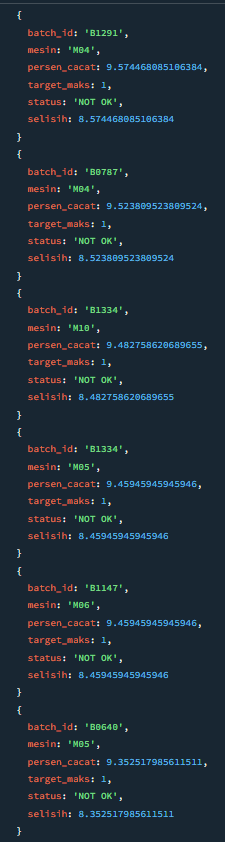 {
batch_id: 'B1291',
mesin: 'M04',
persen_cacat: 9.574468085106384,
target_maks: 1,
status: 'NOT OK',
selisih: 8.574468085106384
}
{
batch_id: 'B0787',
mesin: 'M04',
persen_cacat: 9.523809523809524,
target_maks: 1,
status: 'NOT OK',
selisih: 8.523809523809524
}
{
batch_id: 'B1334',
mesin: 'M10',
persen_cacat: 9.482758620689655,
target_maks: 1,
status: 'NOT OK',
selisih: 8.482758620689655
}
{
batch_id: 'B1334',
mesin: 'M05',
persen_cacat: 9.45945945945946,
target_maks: 1,
status: 'NOT OK',
selisih: 8.45945945945946
}
{
batch_id: 'B1147',
mesin: 'M06',
persen_cacat: 9.45945945945946,
target_maks: 1,
status: 'NOT OK',
selisih: 8.45945945945946
}
{
batch_id: 'B0640',
mesin: 'M05',
persen_cacat: 9.352517985611511,
target_maks: 1,
status: 'NOT OK',
selisih: 8.352517985611511
}